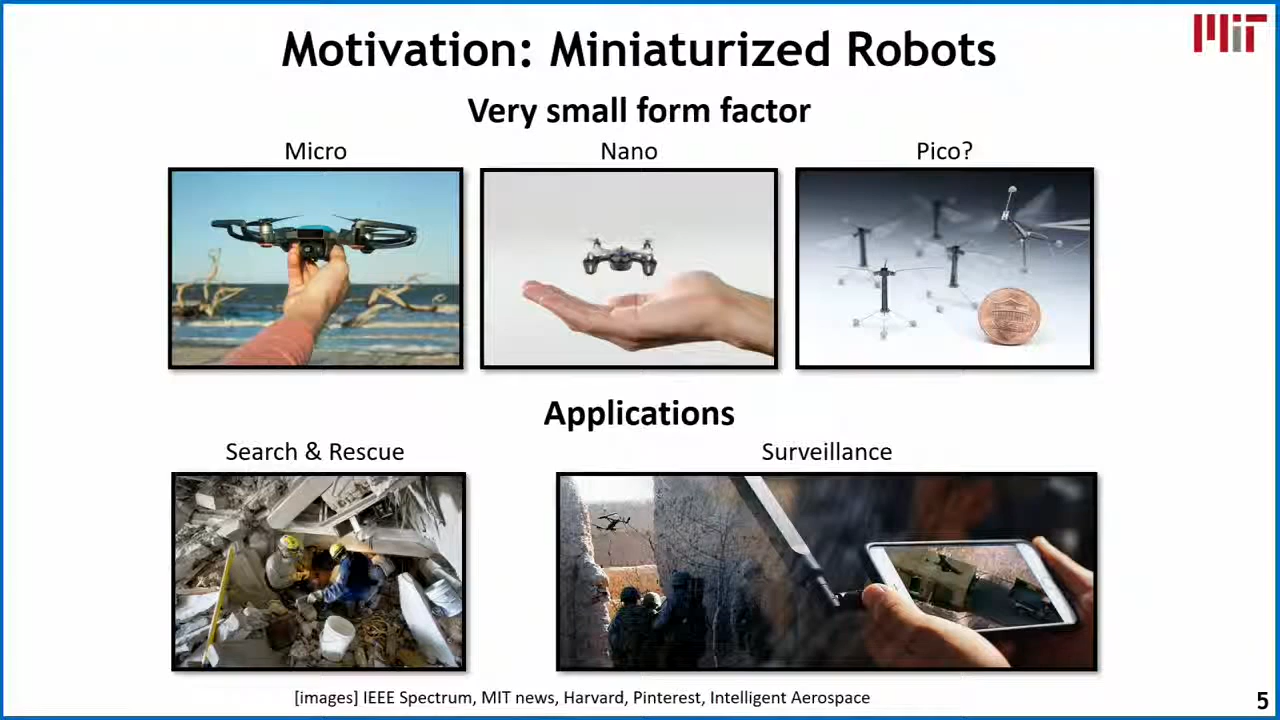 MIT
Motivation: Miniaturized Robots
Very small form factor
Micro
Nano
Pico?
Applications
Search & Rescue
Surveillance
[images] IEEE Spectrum, MIT news, Harvard, Pinterest, Intelligent Aerospace
5